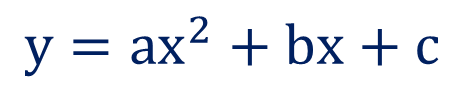 y = ax² + bx + c